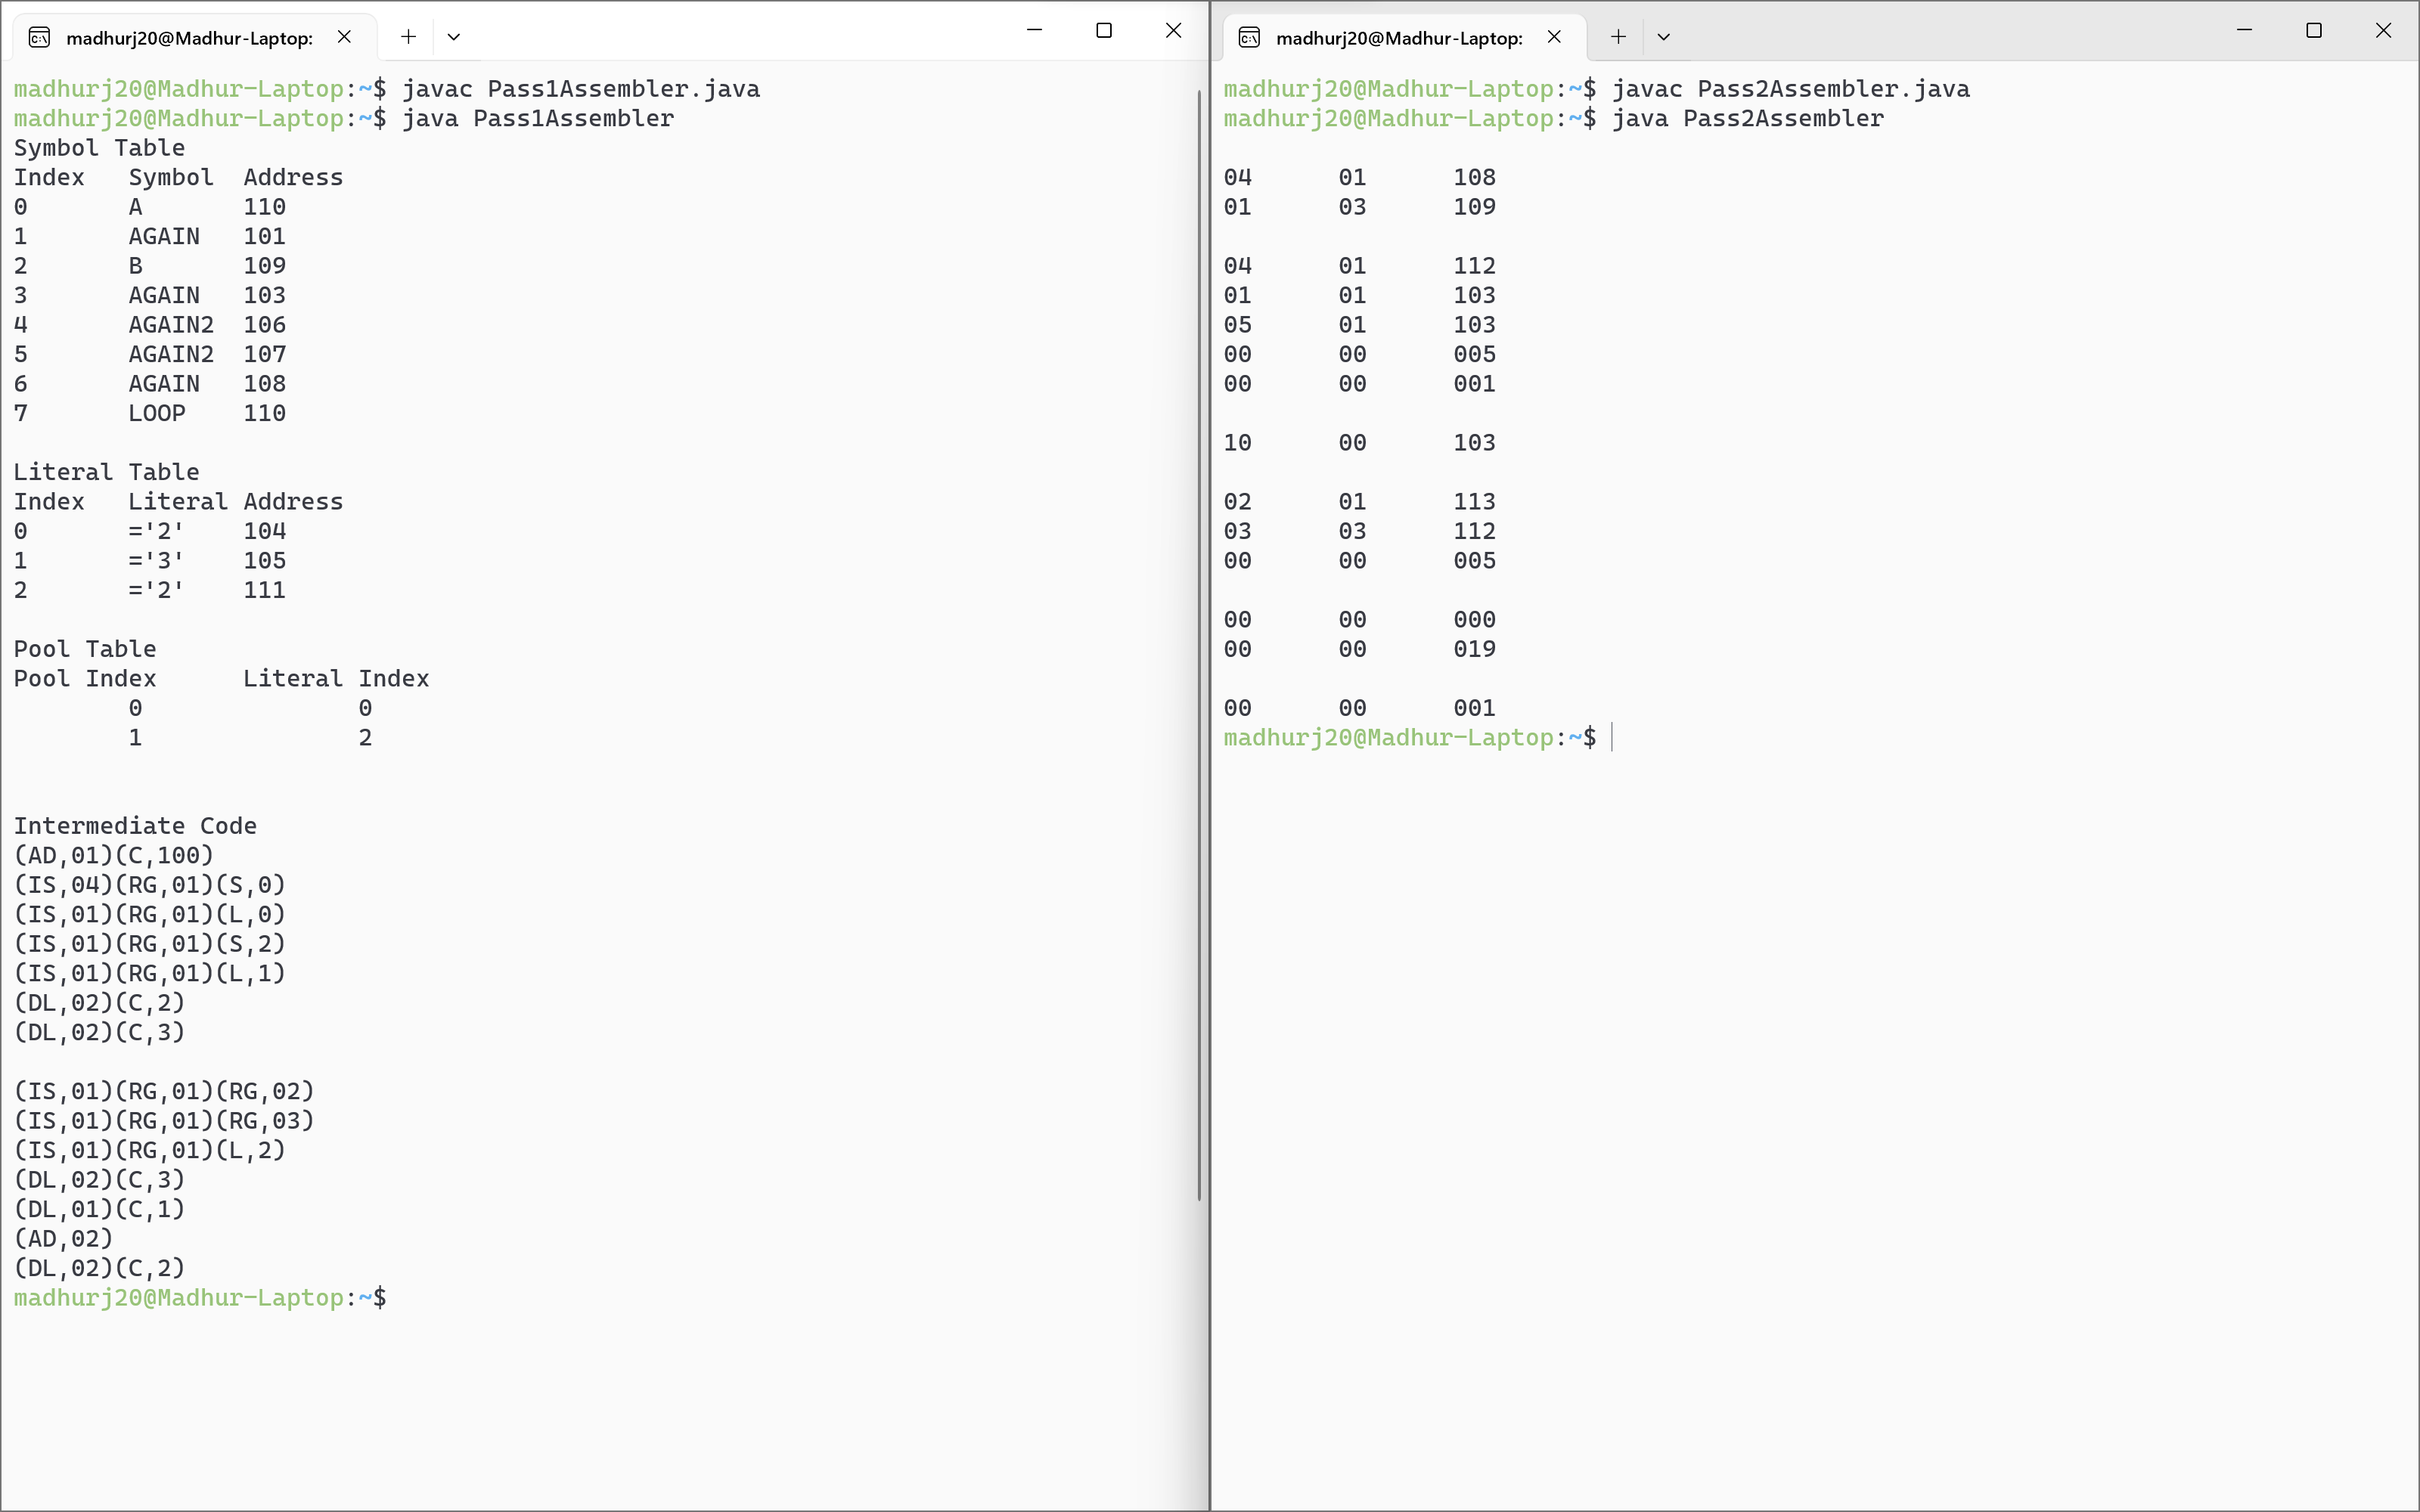 madhurj20@Madhur-Laptop:
madhurj20@Madhur-Laptop:~$ javac Pass1Assembler.java
madhurj20@Madhur-Laptop:~$ java Pass1Assembler
Symbol Table
Index Symbol Address
0 A 110
1 AGAIN 101
2 B 109
3 AGAIN 103
4 AGAIN2 106
5 AGAIN2 107
6 AGAIN 108
7 LOOP 110
Literal Table
Index Literal Address
0 ='2' 104
1 ='3' 105
2 ='2' 111
Pool Table
Pool Index Literal Index
0 0
1 2
Intermediate Code
(AD,01)(C,100)
(IS,04)(RG,01)(S,0)
(IS,01)(RG,01)(L,0)
(IS,01)(RG,01)(S,2)
(IS,01)(RG,01)(L,1)
(DL,02)(C,2)
(DL,02)(C,3)
(IS,01)(RG,01)(RG,02)
(IS,01)(RG,01)(RG,03)
(IS,01)(RG,01)(L,2)
(DL,02)(C,3)
(DL,01)(C,1)
(AD,02)
(DL,02)(C,2)
madhurj20@Madhur-Laptop:~$
madhurj20@Madhur-Laptop:
madhurj20@Madhur-Laptop:~$ javac Pass2Assembler.java
madhurj20@Madhur-Laptop:~$ java Pass2Assembler
04 01 108
01 03 109
04 01 112
01 01 103
05 01 103
00 00 005
00 00 001
10 00 103
02 01 113
03 03 112
00 00 005
00 00 000
00 00 019
00 00 001
madhurj20@Madhur-Laptop:~$